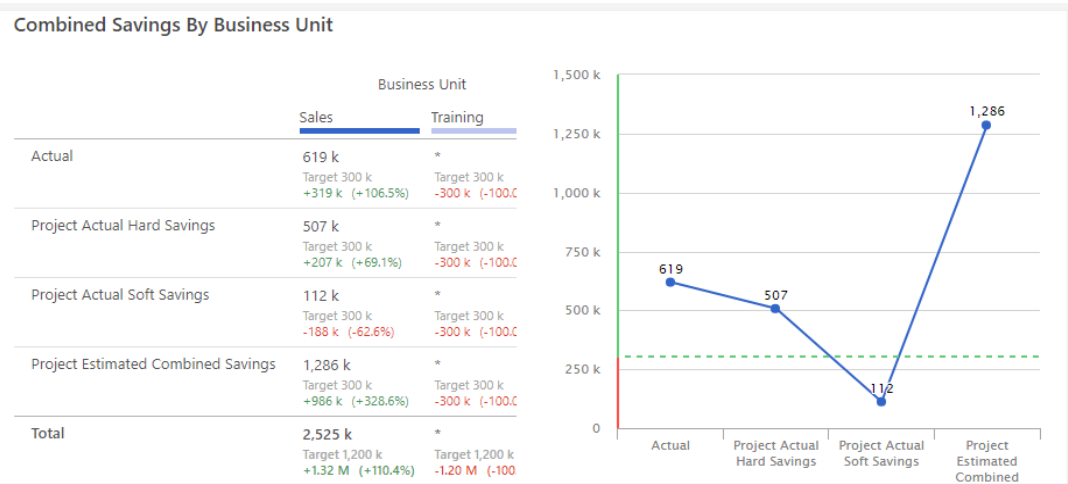 Combined Savings By Business Unit
Business Unit
Sales Training
Actual 619 k *
Target 300 k Target 300 k
+319 k (+106.5%) -300 k (-100.0
Project Actual Hard Savings 507 k *
Target 300 k Target 300 k
+207 k (+69.1%) -300 k (-100.0
Project Actual Soft Savings 112 k *
Target 300 k Target 300 k
-188 k (-62.6%) -300 k (-100.0
Project Estimated Combined Savings 1,286 k *
Target 300 k Target 300 k
+986 k (+328.6%) -300 k (-100.0
Total 2,525 k *
Target 1,200 k Target 1,200 k
+1.32 M (+110.4%) -1.20 M (-100.
1,500 k
1,250 k
1,000 k
750 k
500 k
250 k
0
1,286
619
507
112
Actual
Project Actual
Hard Savings
Project Actual
Soft Savings
Project
Estimated
Combined